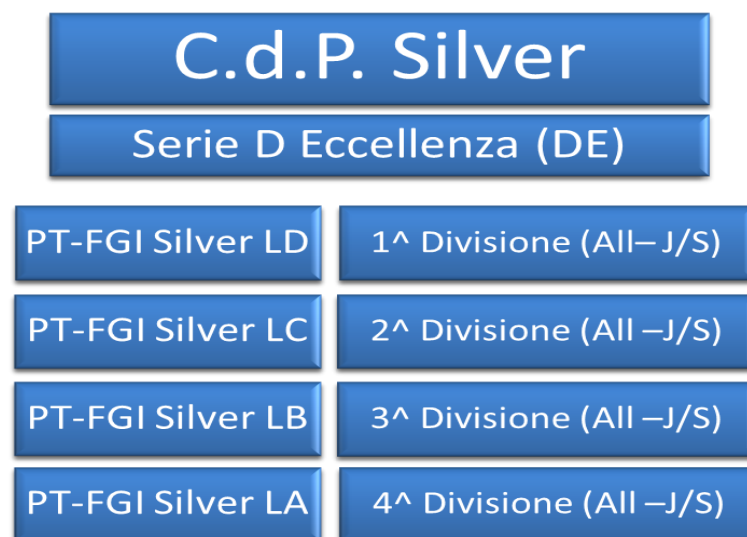 C.d.P. Silver
Serie D Eccellenza (DE)
PT-FGI Silver LD
1^ Divisione (All– J/S)
PT-FGI Silver LC
2^ Divisione (All –J/S)
PT-FGI Silver LB
3^ Divisione (All –J/S)
PT-FGI Silver LA
4^ Divisione (All –J/S)